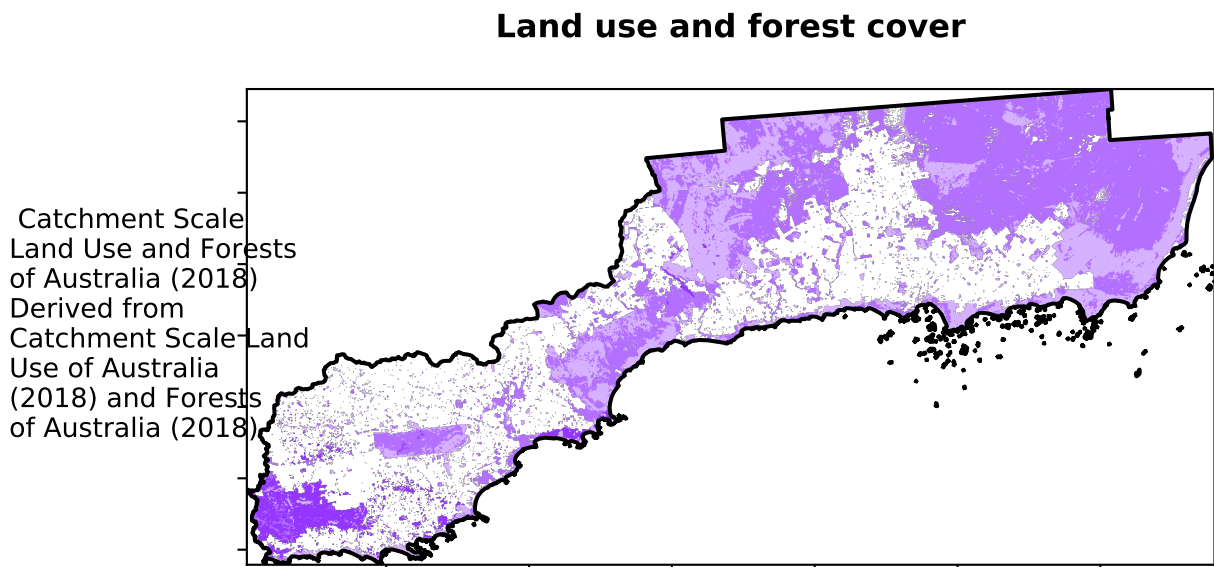 Land use and forest cover
Catchment Scale
Land Use and Forests
of Australia (2018)
Derived from
Catchment Scale Land
Use of Australia
(2018) and Forests
of Australia (2018)